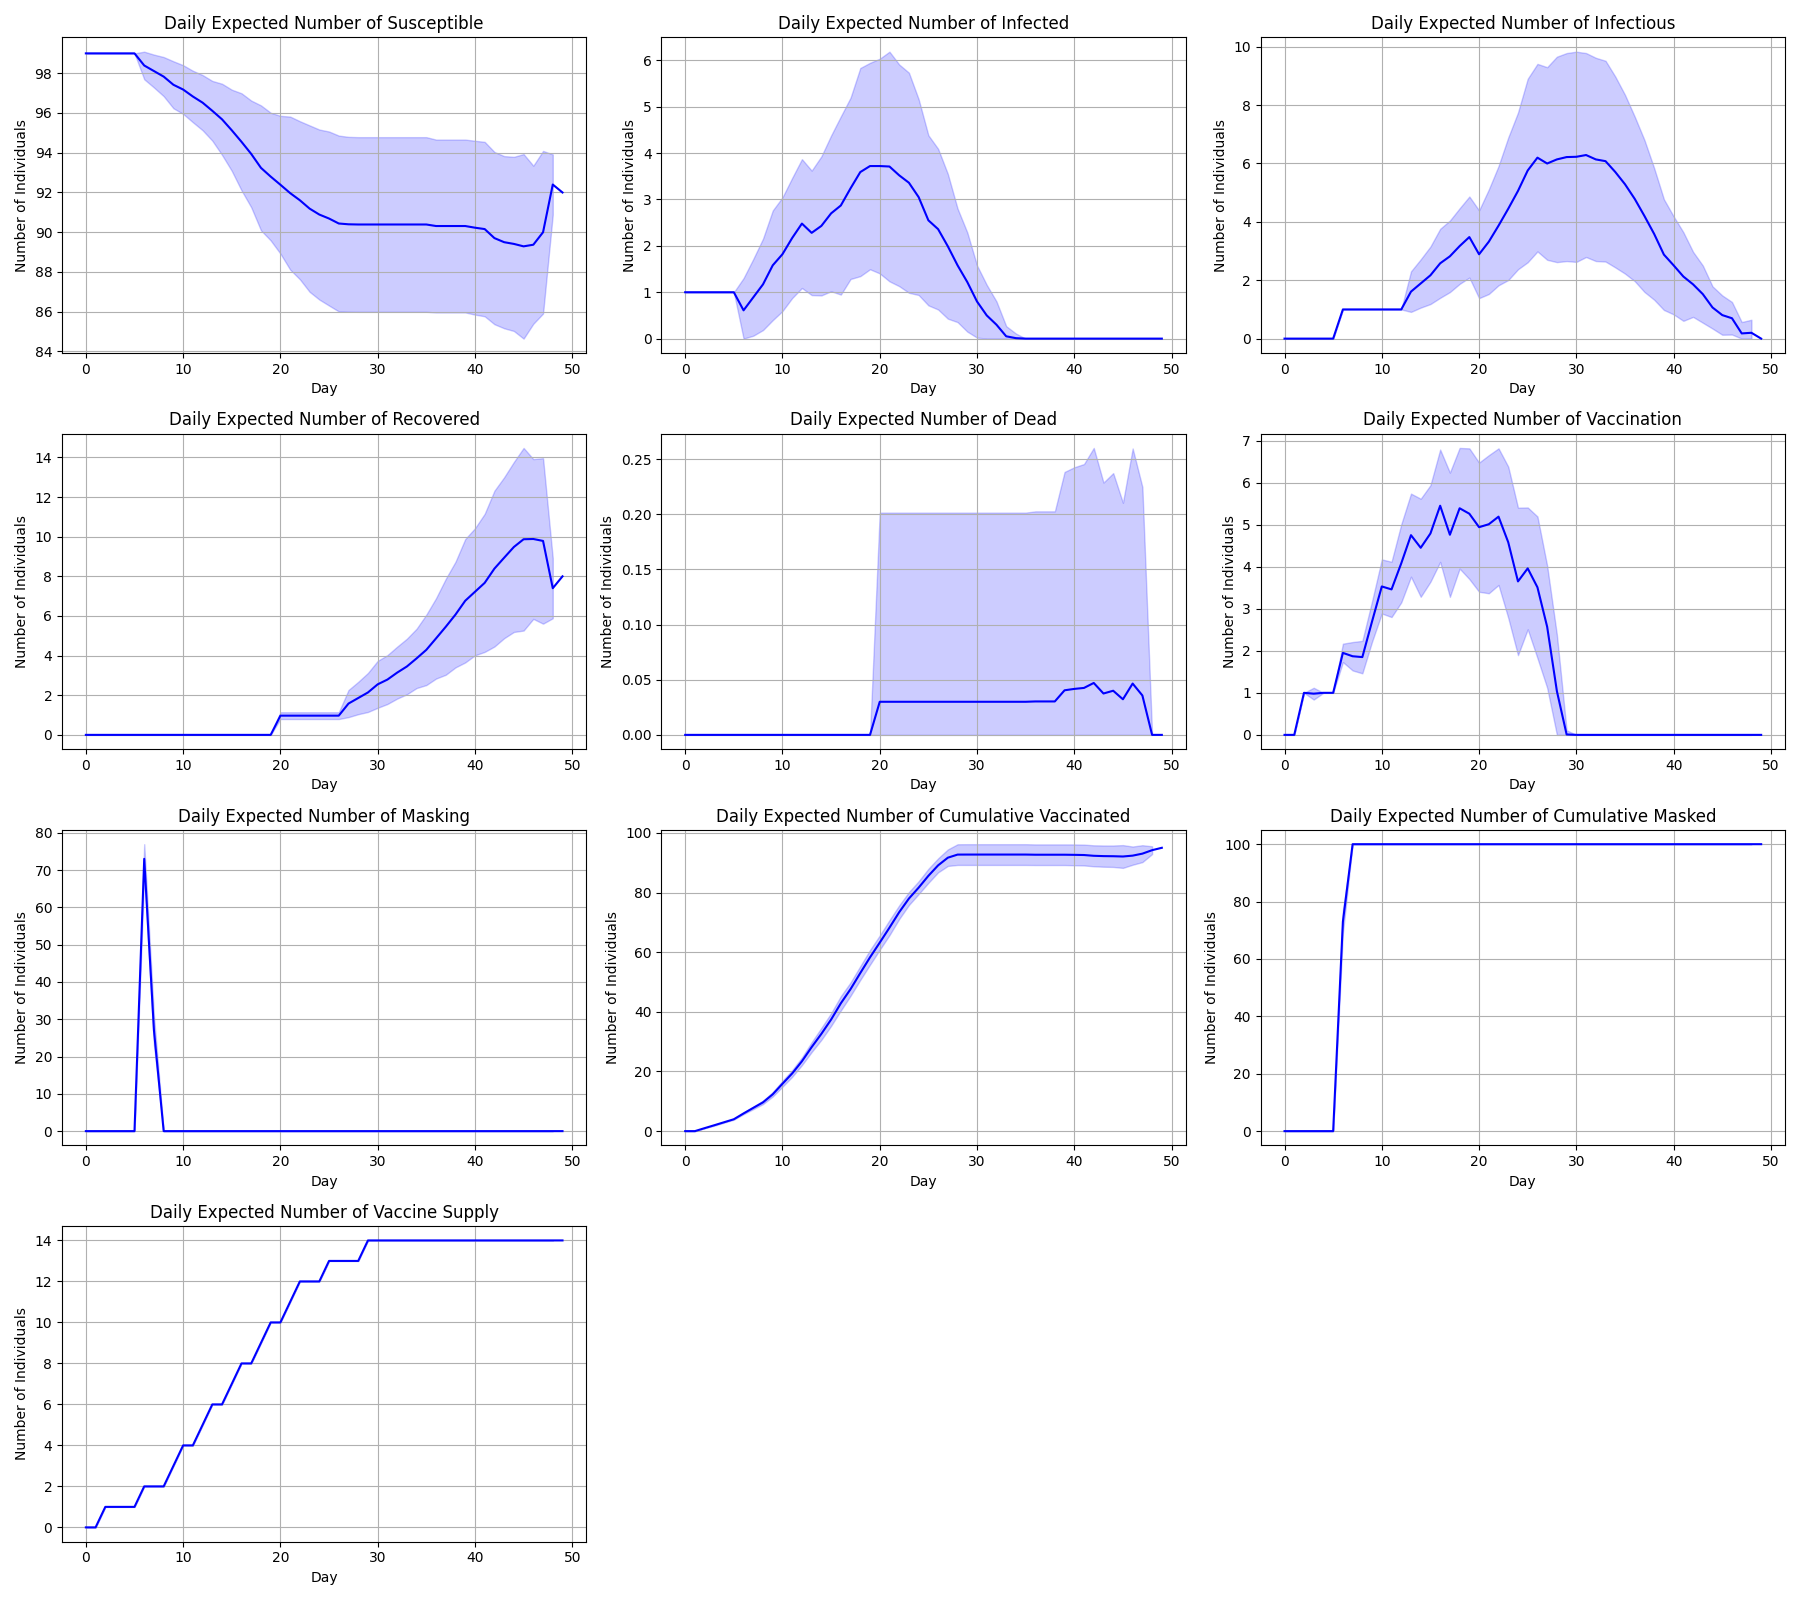 Daily Expected Number of Susceptible
Number of Individuals
98
96
94
92
90
88
86
84
0 10 20 30 40 50
Day
Daily Expected Number of Infected
Number of Individuals
6
5
4
3
2
1
0
0 10 20 30 40 50
Day
Daily Expected Number of Infectious
Number of Individuals
10
8
6
4
2
0
0 10 20 30 40 50
Day
Daily Expected Number of Recovered
Number of Individuals
14
12
10
8
6
4
2
0
0 10 20 30 40 50
Day
Daily Expected Number of Dead
Number of Individuals
0.25
0.20
0.15
0.10
0.05
0.00
0 10 20 30 40 50
Day
Daily Expected Number of Vaccination
Number of Individuals
7
6
5
4
3
2
1
0
0 10 20 30 40 50
Day
Daily Expected Number of Masking
Number of Individuals
80
70
60
50
40
30
20
10
0
0 10 20 30 40 50
Day
Daily Expected Number of Cumulative Vaccinated
Number of Individuals
100
80
60
40
20
0
0 10 20 30 40 50
Day
Daily Expected Number of Cumulative Masked
Number of Individuals
100
80
60
40
20
0
0 10 20 30 40 50
Day
Daily Expected Number of Vaccine Supply
Number of Individuals
14
12
10
8
6
4
2
0
0 10 20 30 40 50
Day